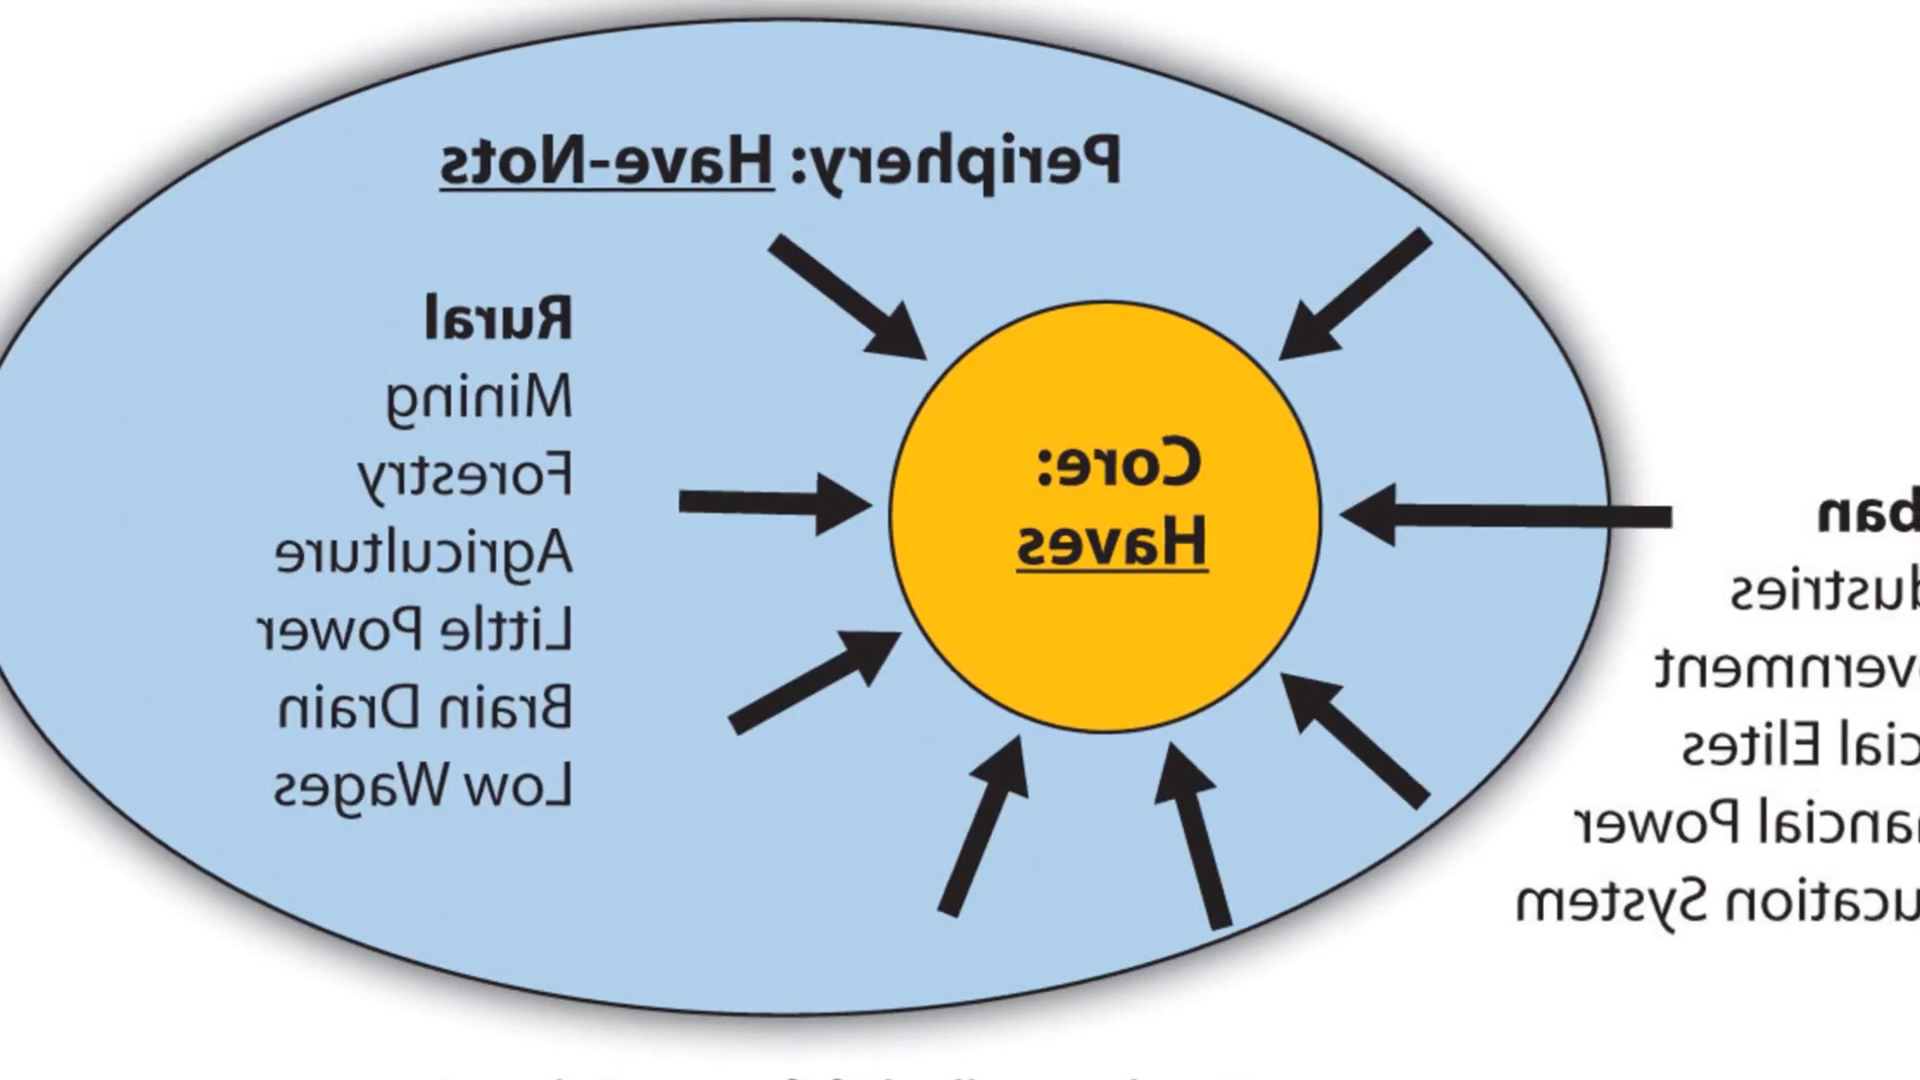 Periphery: Have-Nots
Rural
Mining
Forestry
Agriculture
Little Power
Brain Drain
Low Wages
Core:
Haves
ban
dustries
vernment
cial Elites
ancial Power
ucation System